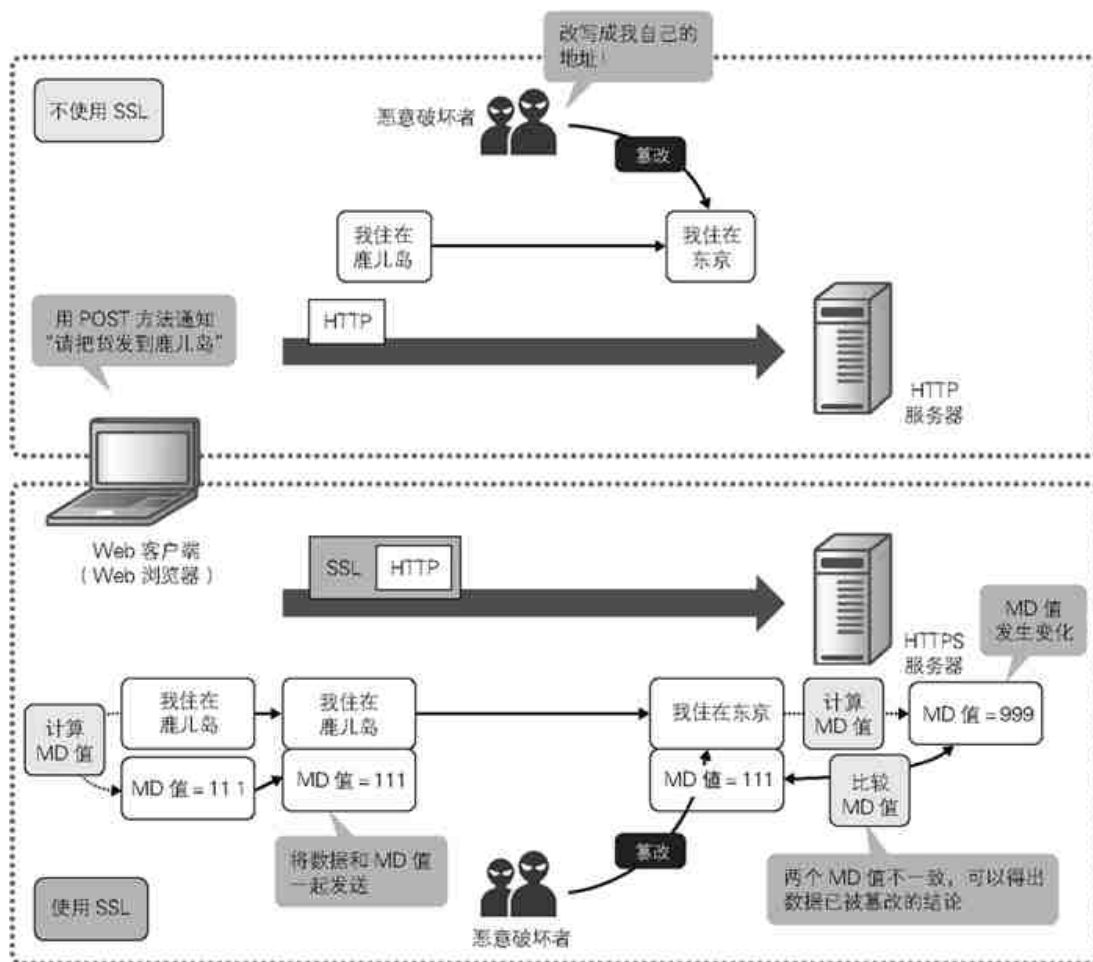 改写成我自己的
地址！
不使用 SSL
恶意破坏者
篡改
我住在
鹿儿岛
我住在
东京
用 POST 方法通知
“请把货发到鹿儿岛”
HTTP
HTTP
服务器
Web 客户端
（Web 浏览器）
SSL
HTTP
HTTPS
服务器
MD 值
发生变化
计算
MD 值
我住在
鹿儿岛
我住在
鹿儿岛
我住在东京
计算
MD 值
MD 值 = 999
MD 值 = 111
MD 值 = 111
MD 值 = 111
比较
MD 值
将数据和 MD 值
一起发送
篡改
两个 MD 值不一致，可以得出
数据已被篡改的结论
使用 SSL
恶意破坏者